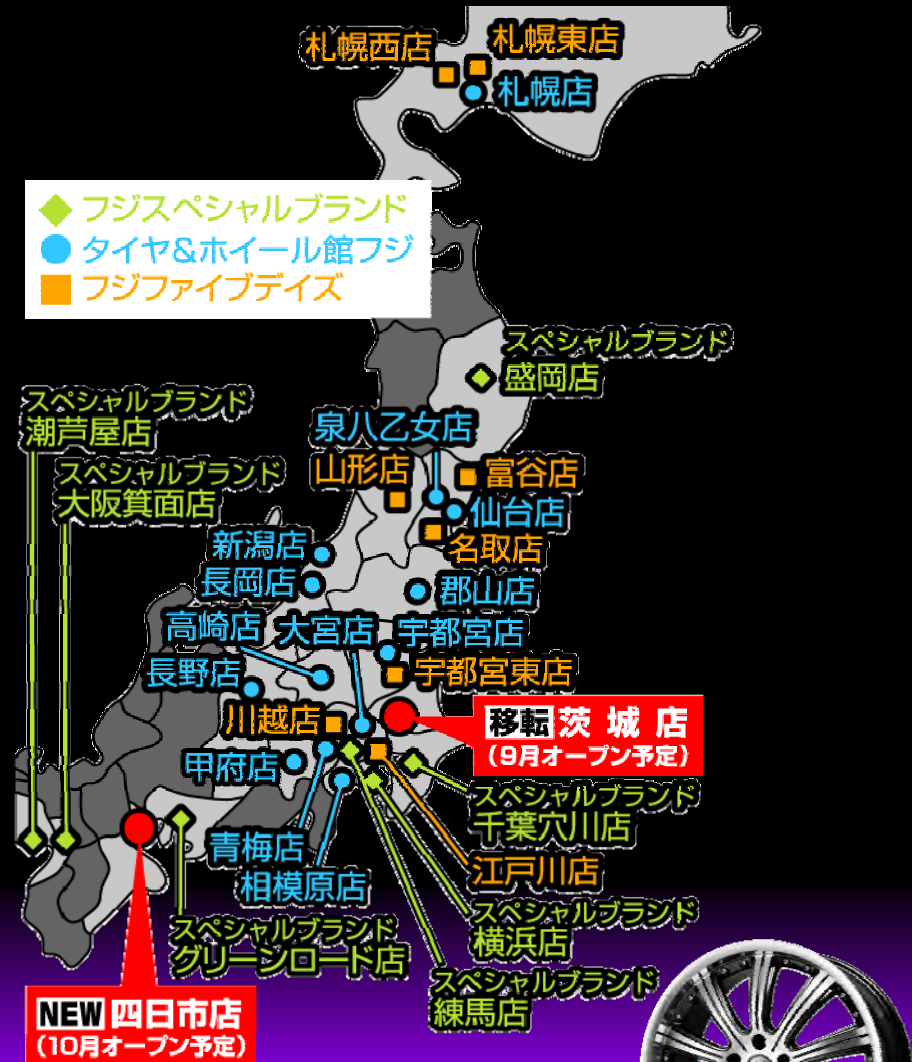 札幌西店
札幌東店
札幌店
フジスペシャルブランド
タイヤ&ホイール館フジ
フジファイブデイズ
スペシャルブランド
盛岡店
スペシャルブランド
潮芦屋店
泉八乙女店
スペシャルブランド
大阪箕面店
山形店
富谷店
仙台店
名取店
新潟店
長岡店
郡山店
高崎店
大宮店
宇都宮店
長野店
宇都宮東店
川越店
移転 茨城店
(9月オープン予定)
甲府店
スペシャルブランド
千葉穴川店
青梅店
江戸川店
相模原店
スペシャルブランド
横浜店
スペシャルブランド
グリーンロード店
スペシャルブランド
練馬店
NEW 四日市店
(10月オープン予定)